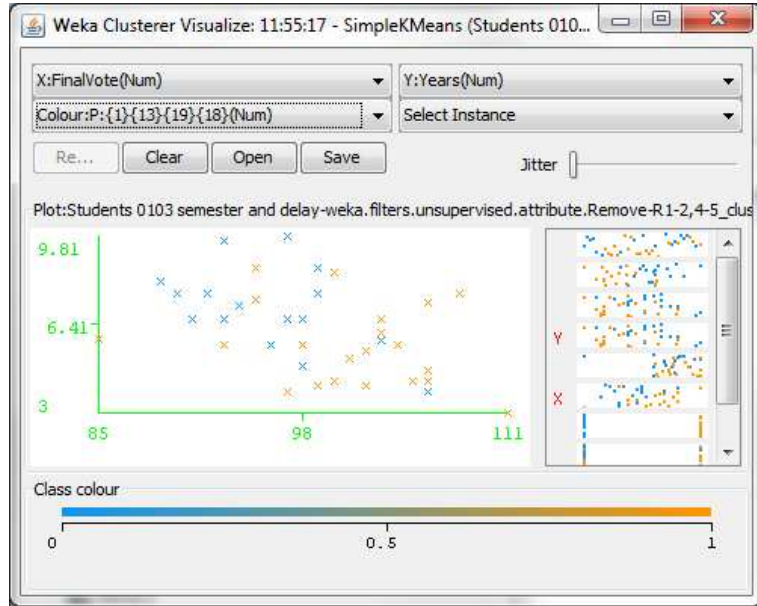 Weka Clusterer Visualize: 11:55:17 - SimpleKMeans (Students 010...
X:FinalVote(Num)
Y:Years(Num)
Colour:P:{1}{13}{19}{18}(Num)
Select Instance
Re...
Clear
Open
Save
Jitter
Plot:Students 0103 semester and delay-weka.filters.unsupervised.attribute.Remove-R1-2,4-5_clus
9.81
6.41
3
85
98
111
Y
X
Class colour
0
0.5
1